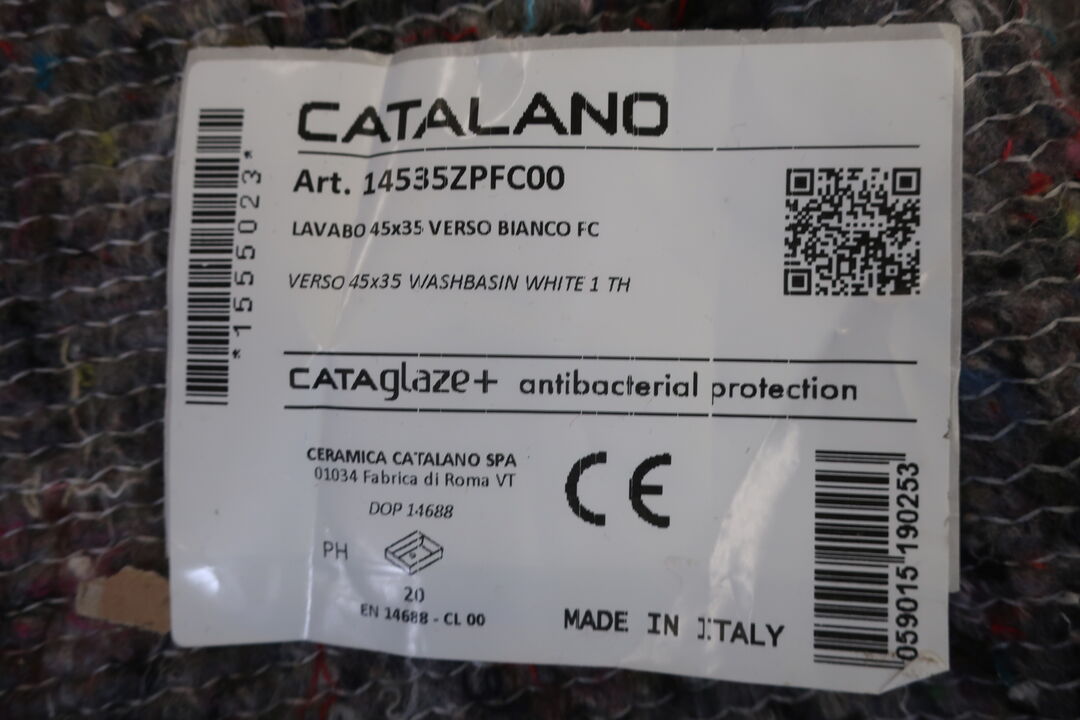 CATALANO
Art. 14535ZPFC00
LAVABO 45x35 VERSO BIANCO FC
VERSO 45x35 WASHBASIN WHITE 1 TH
*1555023*
CATAglaze+ antibacterial protection
CERAMICA CATALANO SPA
01034 Fabrica di Roma VT
DOP 14688
CE
PH
20
EN 14688 - CL 00
MADE IN ITALY
059015190253